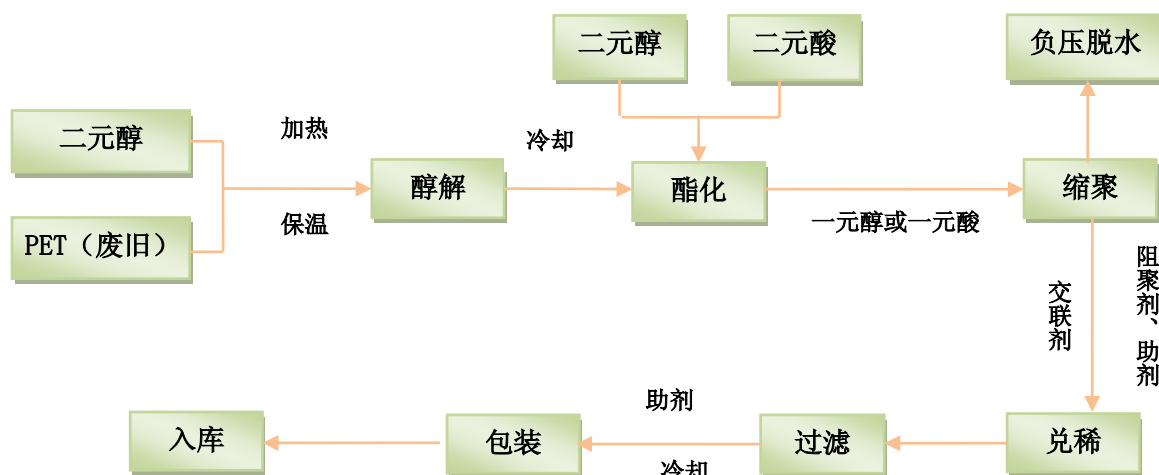 二元醇
二元酸
负压脱水
二元醇
加热
冷却
醇解
酯化
缩聚
PET（废旧）
保温
一元醇或一元酸
交联剂
阻聚剂、助剂
助剂
入库
包装
过滤
兑稀
冷却